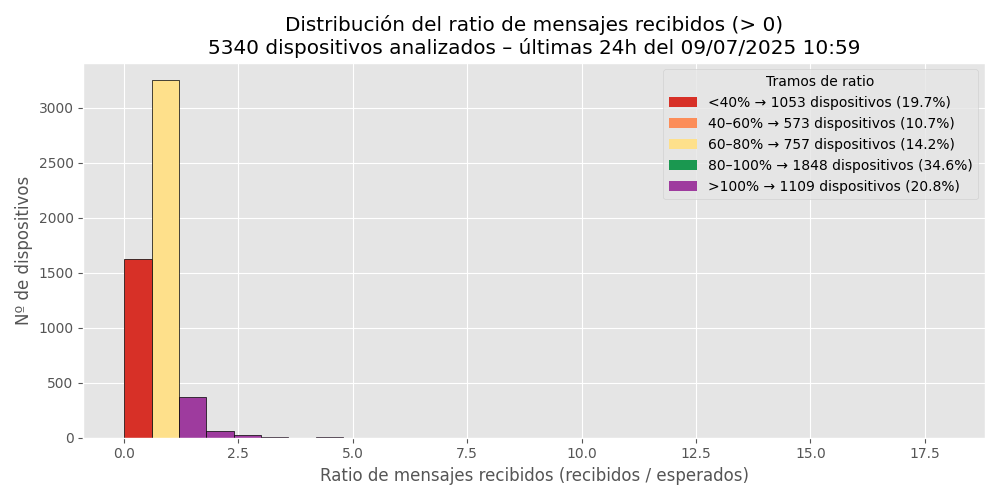 Distribución del ratio de mensajes recibidos (> 0)
5340 dispositivos analizados – últimas 24h del 09/07/2025 10:59
Tramos de ratio
<40% → 1053 dispositivos (19.7%)
40–60% → 573 dispositivos (10.7%)
60–80% → 757 dispositivos (14.2%)
80–100% → 1848 dispositivos (34.6%)
>100% → 1109 dispositivos (20.8%)
Nº de dispositivos
3000
2500
2000
1500
1000
500
0
0.0 2.5 5.0 7.5 10.0 12.5 15.0 17.5
Ratio de mensajes recibidos (recibidos / esperados)